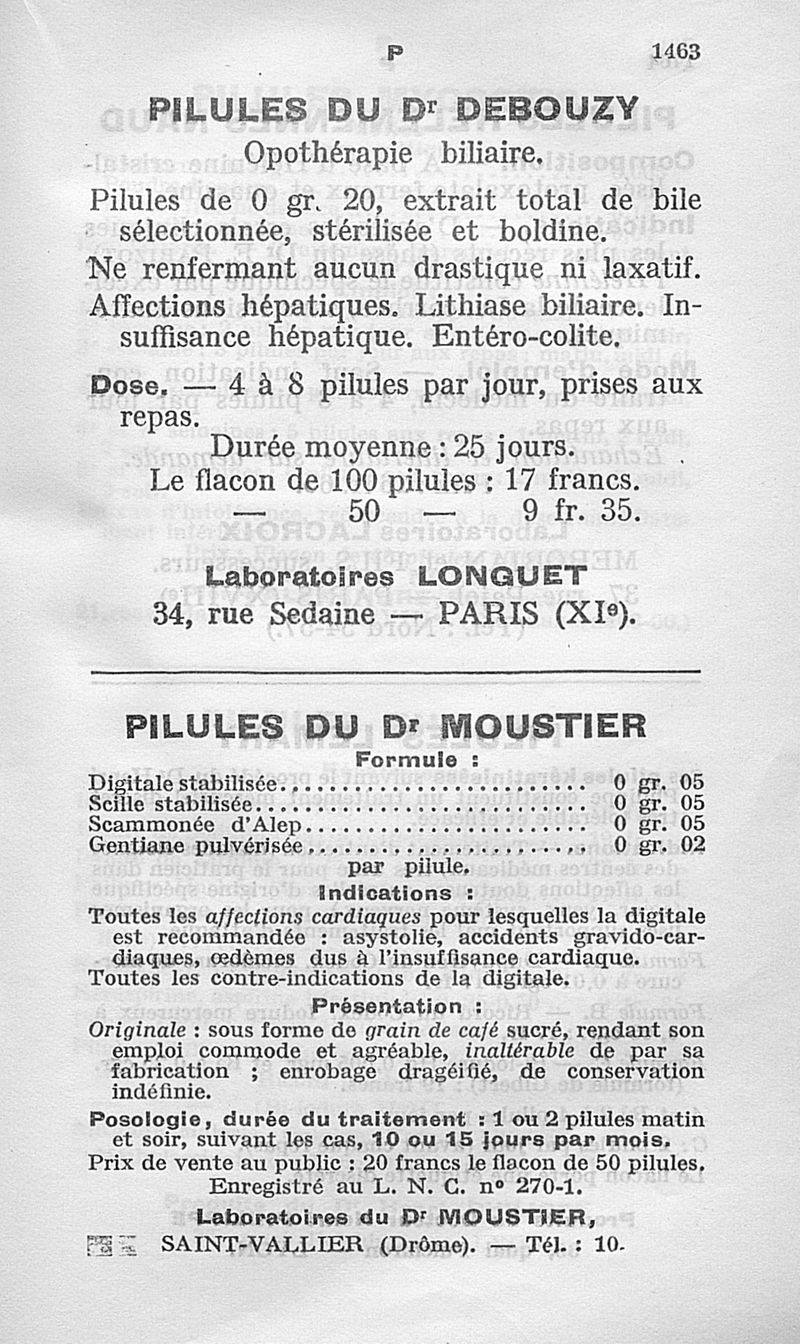 P 1463
PILULES DU Dr DEBOUZY
Opothérapie biliaire.
Pilules de 0 gr. 20, extrait total de bile
sélectionnée, stérilisée et boldine.
Ne renfermant aucun drastique ni laxatif.
Affections hépatiques. Lithiase biliaire. In-
suffisance hépatique. Entéro-colite.
Dose. — 4 à 8 pilules par jour, prises aux
repas.
Durée moyenne : 25 jours.
Le flacon de 100 pilules : 17 francs.
— 50 — 9 fr. 35.
Laboratoires LONGUET
34, rue Sedaine — PARIS (XIe).
PILULES DU Dr MOUSTIER
Formule :
Digitale stabilisée........................... 0 gr. 05
Scille stabilisée............................. 0 gr. 05
Scammonée d'Alep........................ 0 gr. 05
Gentiane pulvérisée........................ 0 gr. 02
par pilule.
Indications :
Toutes les affections cardiaques pour lesquelles la digitale
est recommandée : asystolie, accidents gravido-car-
diaques, œdèmes dus à l'insuffisance cardiaque.
Toutes les contre-indications de la digitale.
Présentation :
Originale : sous forme de grain de café sucré, rendant son
emploi commode et agréable, inaltérable de par sa
fabrication ; enrobage dragéifié, de conservation
indéfinie.
Posologie, durée du traitement : 1 ou 2 pilules matin
et soir, suivant les cas, 10 ou 15 jours par mois.
Prix de vente au public : 20 francs le flacon de 50 pilules.
Enregistré au L. N. C. nº 270-1.
Laboratoires du Dr MOUSTIER,
SAINT-VALLIER (Drôme). — Tél. : 10.